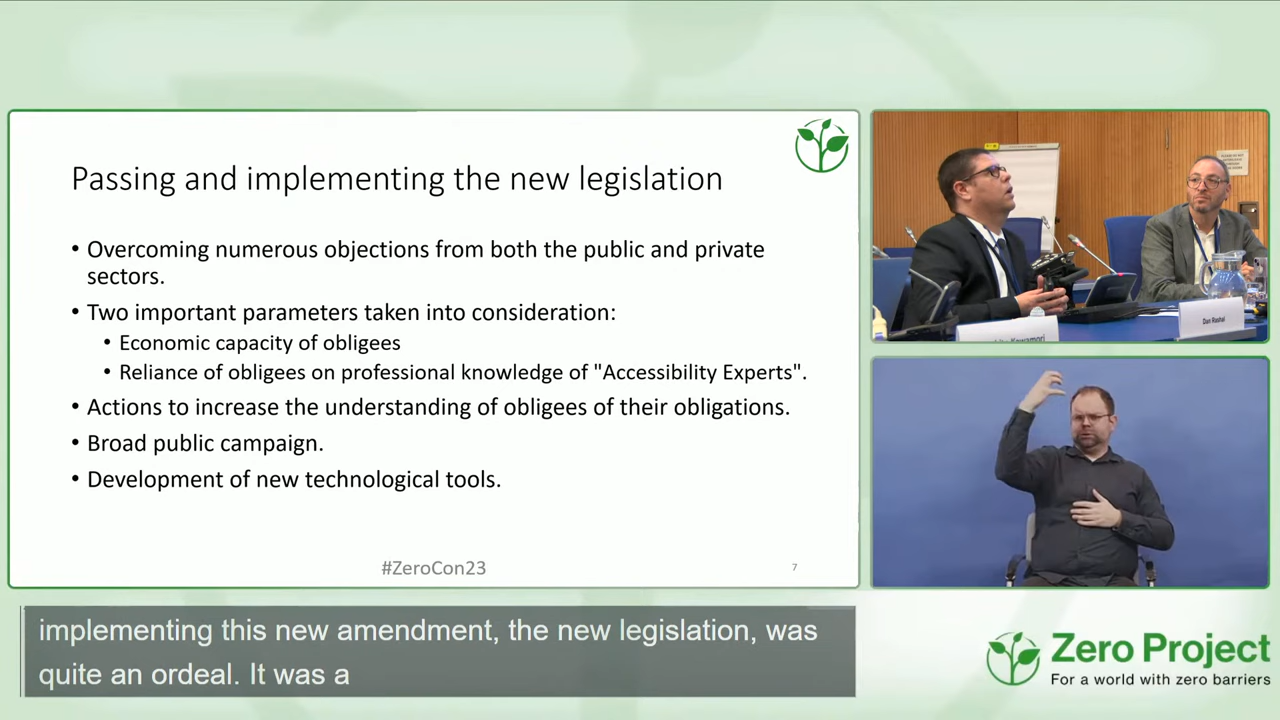 Passing and implementing the new legislation
• Overcoming numerous objections from both the public and private
sectors.
• Two important parameters taken into consideration:
• Economic capacity of obligees
• Reliance of obligees on professional knowledge of "Accessibility Experts".
• Actions to increase the understanding of obligees of their obligations.
• Broad public campaign.
• Development of new technological tools.
#ZeroCon23
7
Dan Rashal
implementing this new amendment, the new legislation, was
quite an ordeal. It was a
Zero Project
For a world with zero barriers